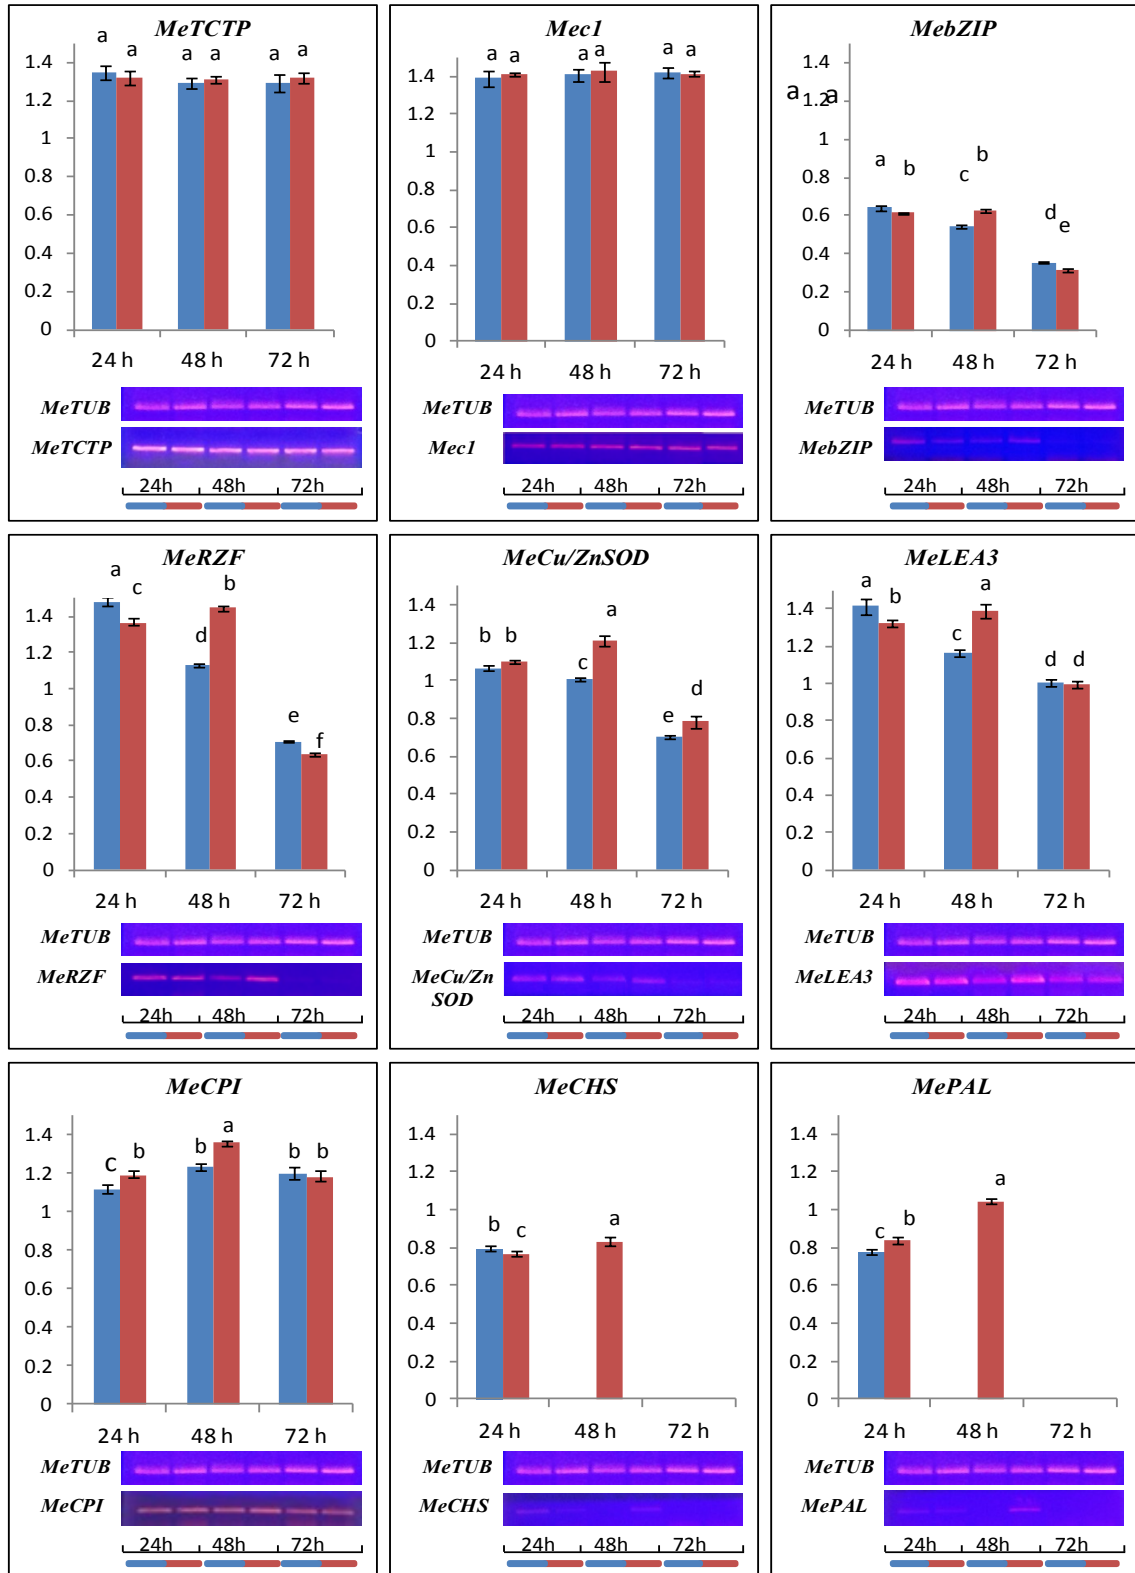 MeTCTP
a a a a a a
1.4
1.2
1
0.8
0.6
0.4
0.2
0
24 h 48 h 72 h
MeTUB
MeTCTP
24h 48h 72h
Mec1
a a a a a a
1.4
1.2
1
0.8
0.6
0.4
0.2
0
24 h 48 h 72 h
MeTUB
Mec1
24h 48h 72h
MebZIP
a a
a b c b d e
1.4
1.2
1
0.8
0.6
0.4
0.2
0
24 h 48 h 72 h
MeTUB
MebZIP
24h 48h 72h
MeRZF
a c d b e f
1.4
1.2
1
0.8
0.6
0.4
0.2
0
24 h 48 h 72 h
MeTUB
MeRZF
24h 48h 72h
MeCu/ZnSOD
b b c a e d
1.4
1.2
1
0.8
0.6
0.4
0.2
0
24 h 48 h 72 h
MeTUB
MeCu/Zn
SOD
24h 48h 72h
MeLEA3
a b c a d d
1.4
1.2
1
0.8
0.6
0.4
0.2
0
24 h 48 h 72 h
MeTUB
MeLEA3
24h 48h 72h
MeCPI
c b b a b b
1.4
1.2
1
0.8
0.6
0.4
0.2
0
24 h 48 h 72 h
MeTUB
MeCPI
24h 48h 72h
MeCHS
b c a
1.4
1.2
1
0.8
0.6
0.4
0.2
0
24 h 48 h 72 h
MeTUB
MeCHS
24h 48h 72h
MePAL
c b a
1.4
1.2
1
0.8
0.6
0.4
0.2
0
24 h 48 h 72 h
MeTUB
MePAL
24h 48h 72h